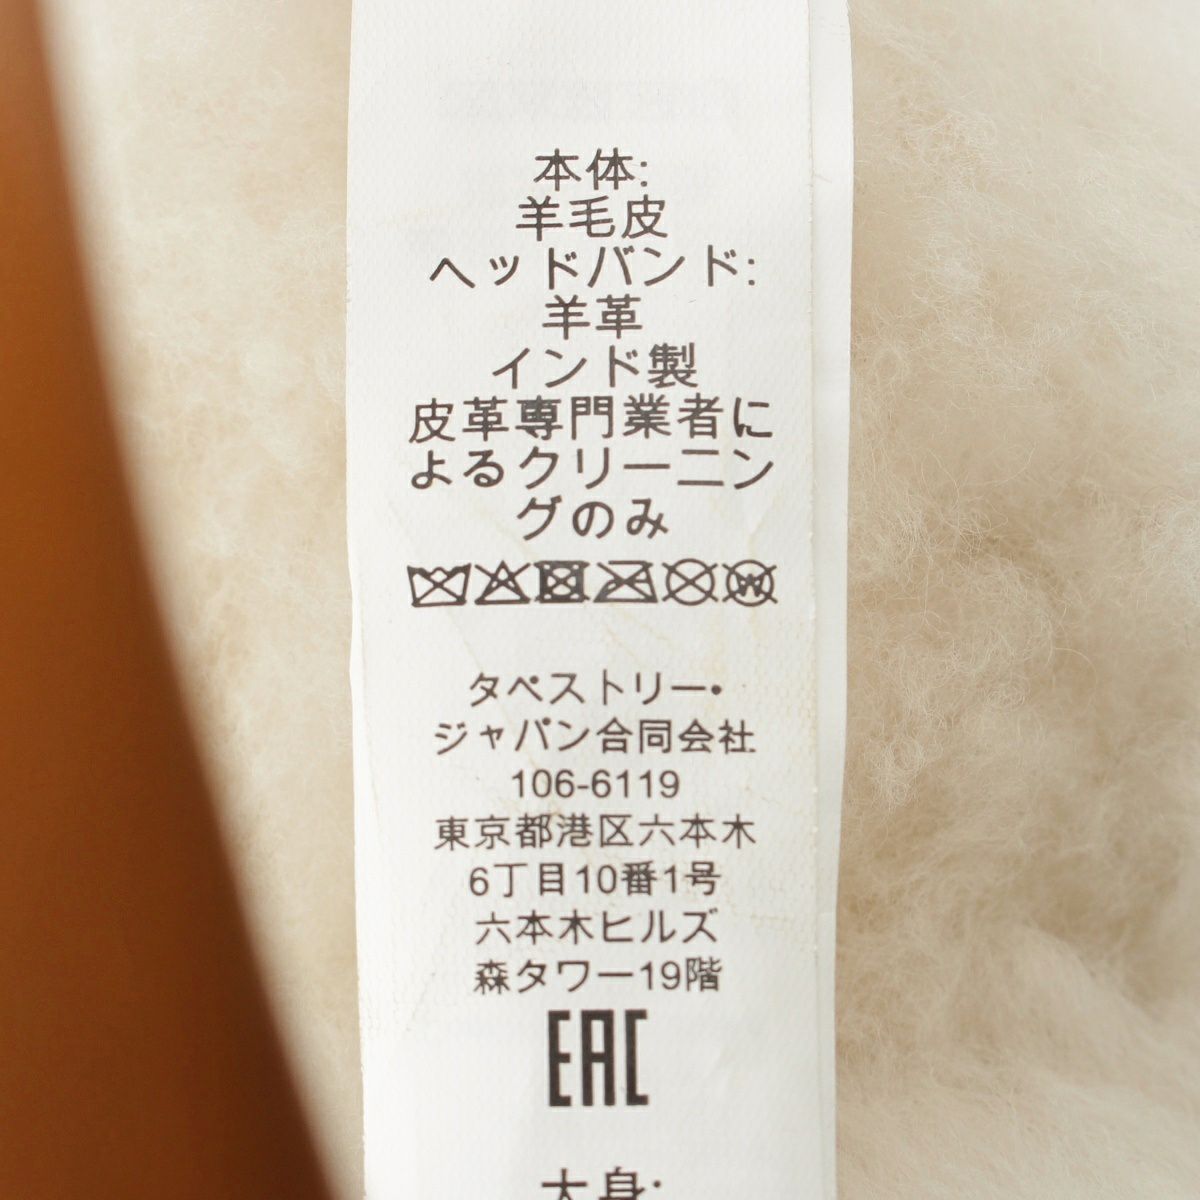 本体:
羊毛皮
ヘッドバンド:
羊革
インド製
皮革専門業者に
よるクリーニン
グのみ
W
タペストリー・
ジャパン合同会社
106-6119
東京都港区六本木
6丁目10番1号
六本木ヒルズ
森タワー19階
EAC
大身: